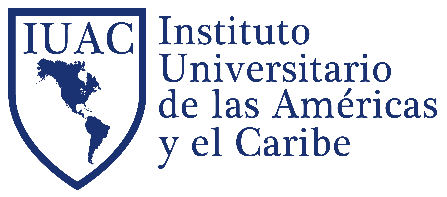 IUAC
Instituto
Universitario
de las Américas
y el Caribe